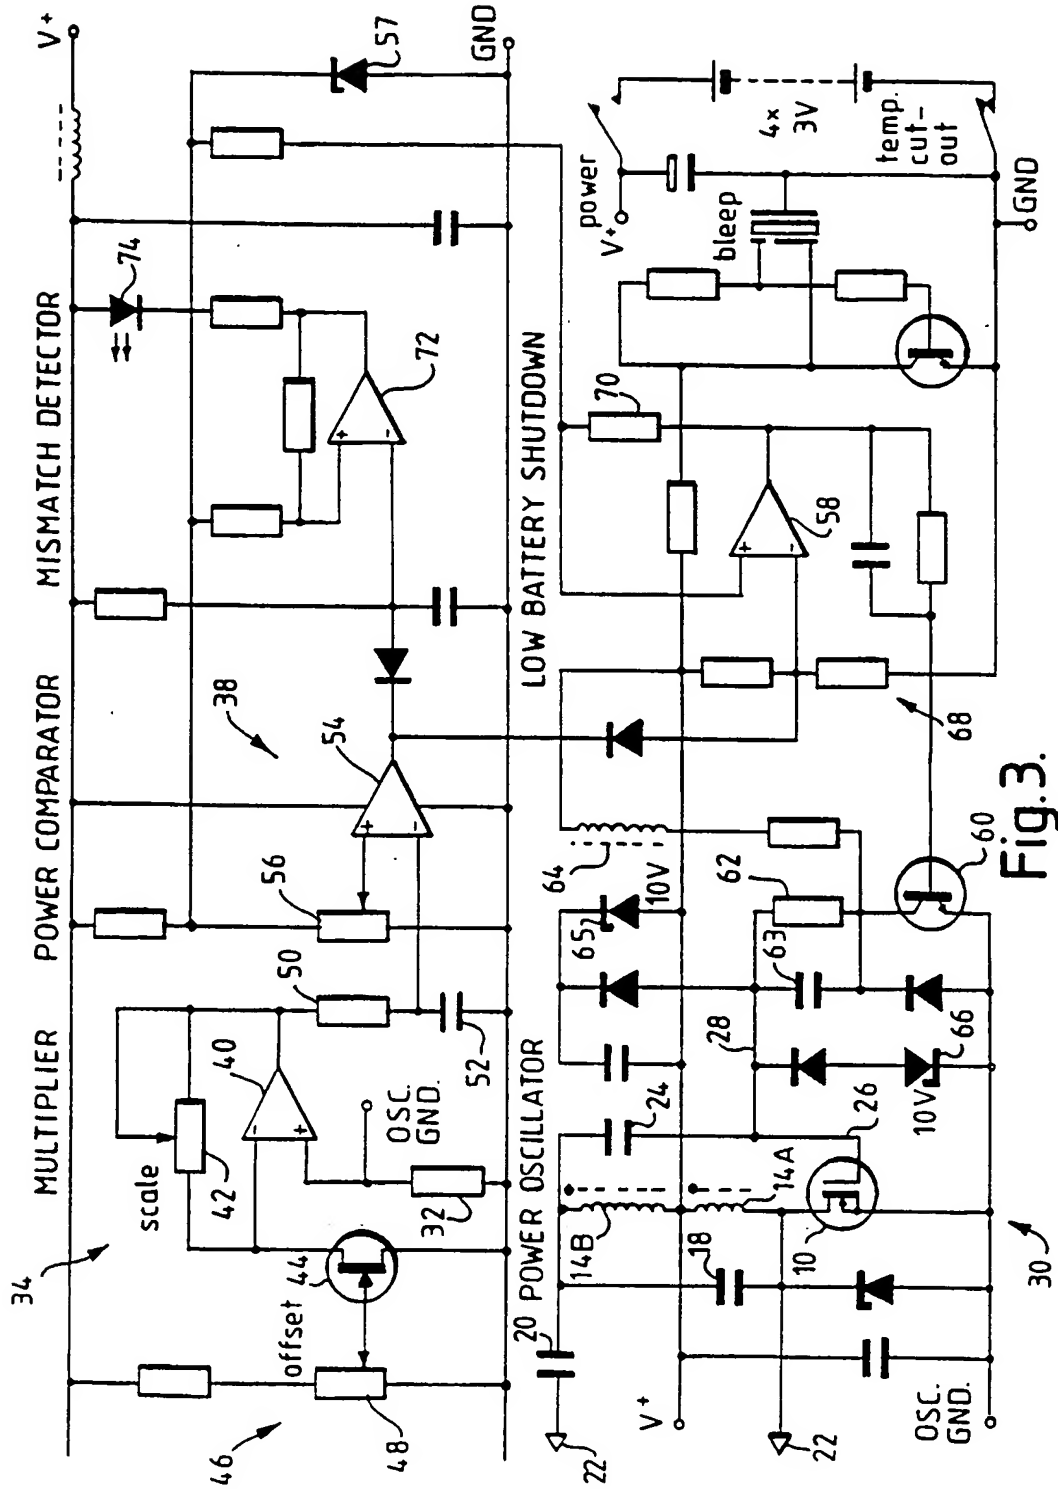 34
MULTIPLIER
POWER COMPARATOR
MISMATCH DETECTOR
V+
scale
42
40
50
56
54
38
74
72
57
46
offset
44
48
32
OSC.
GND.
52
GND
20
POWER OSCILLATOR
LOW BATTERY SHUTDOWN
22
V+
22
OSC.
GND.
14B
18
14A
10
24
26
28
10V
66
65
10V
63
64
62
60
68
58
70
bleep
power
V+
4x
3V
temp.
cut-
out
GND
30
Fig.3.